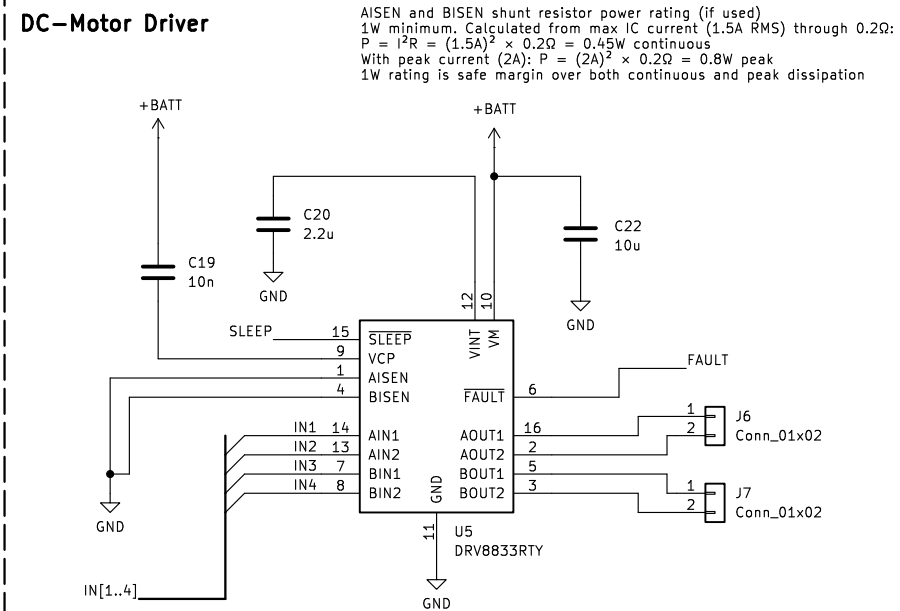 DC-Motor Driver
AISEN and BISEN shunt resistor power rating (if used)
1W minimum. Calculated from max IC current (1.5A RMS) through 0.2Ω:
P = I²R = (1.5A)² × 0.2Ω = 0.45W continuous
With peak current (2A): P = (2A)² × 0.2Ω = 0.8W peak
1W rating is safe margin over both continuous and peak dissipation
+BATT
+BATT
C20
2.2u
GND
C22
10u
GND
C19
10n
12
10
SLEEP
15
SLEEP
9
VCP
1
AISEN
4
BISEN
VINT
VM
FAULT
6
FAULT
IN1
14
AIN1
IN2
13
AIN2
IN3
7
BIN1
IN4
8
BIN2
AOUT1
16
AOUT2
2
BOUT1
5
BOUT2
3
GND
11
1
2
J6
Conn_01x02
1
2
J7
Conn_01x02
GND
U5
DRV8833RTY
IN[1..4]
GND